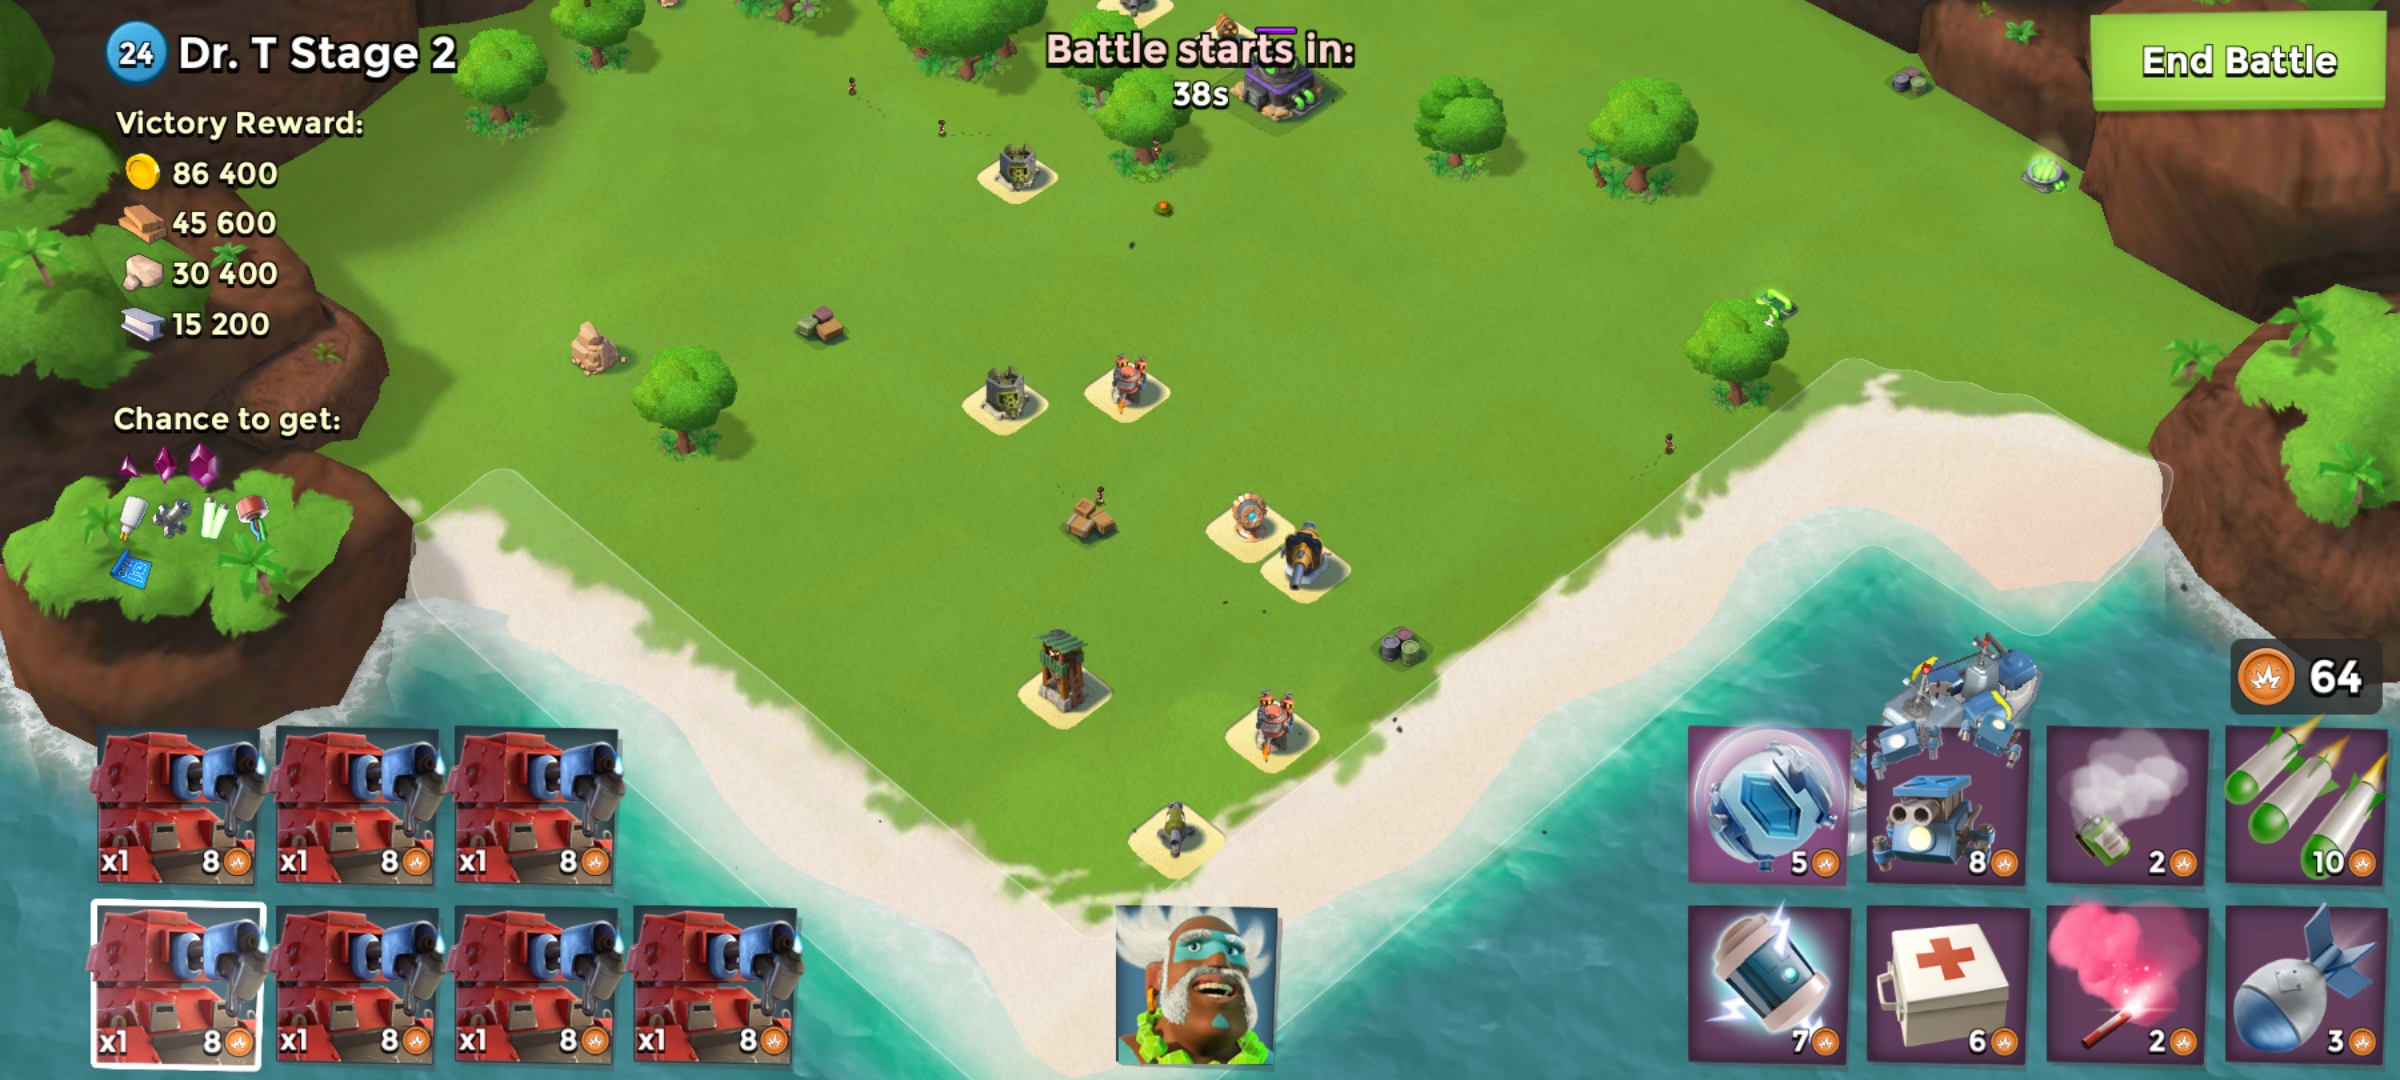 24 Dr. T Stage 2
Victory Reward:
86 400
45 600
30 400
15 200
Chance to get:
Battle starts in:
38s
End Battle
64
x1 8
x1 8
x1 8
x1 8
x1 8
x1 8
x1 8
5
8
2
10
7
6
2
3